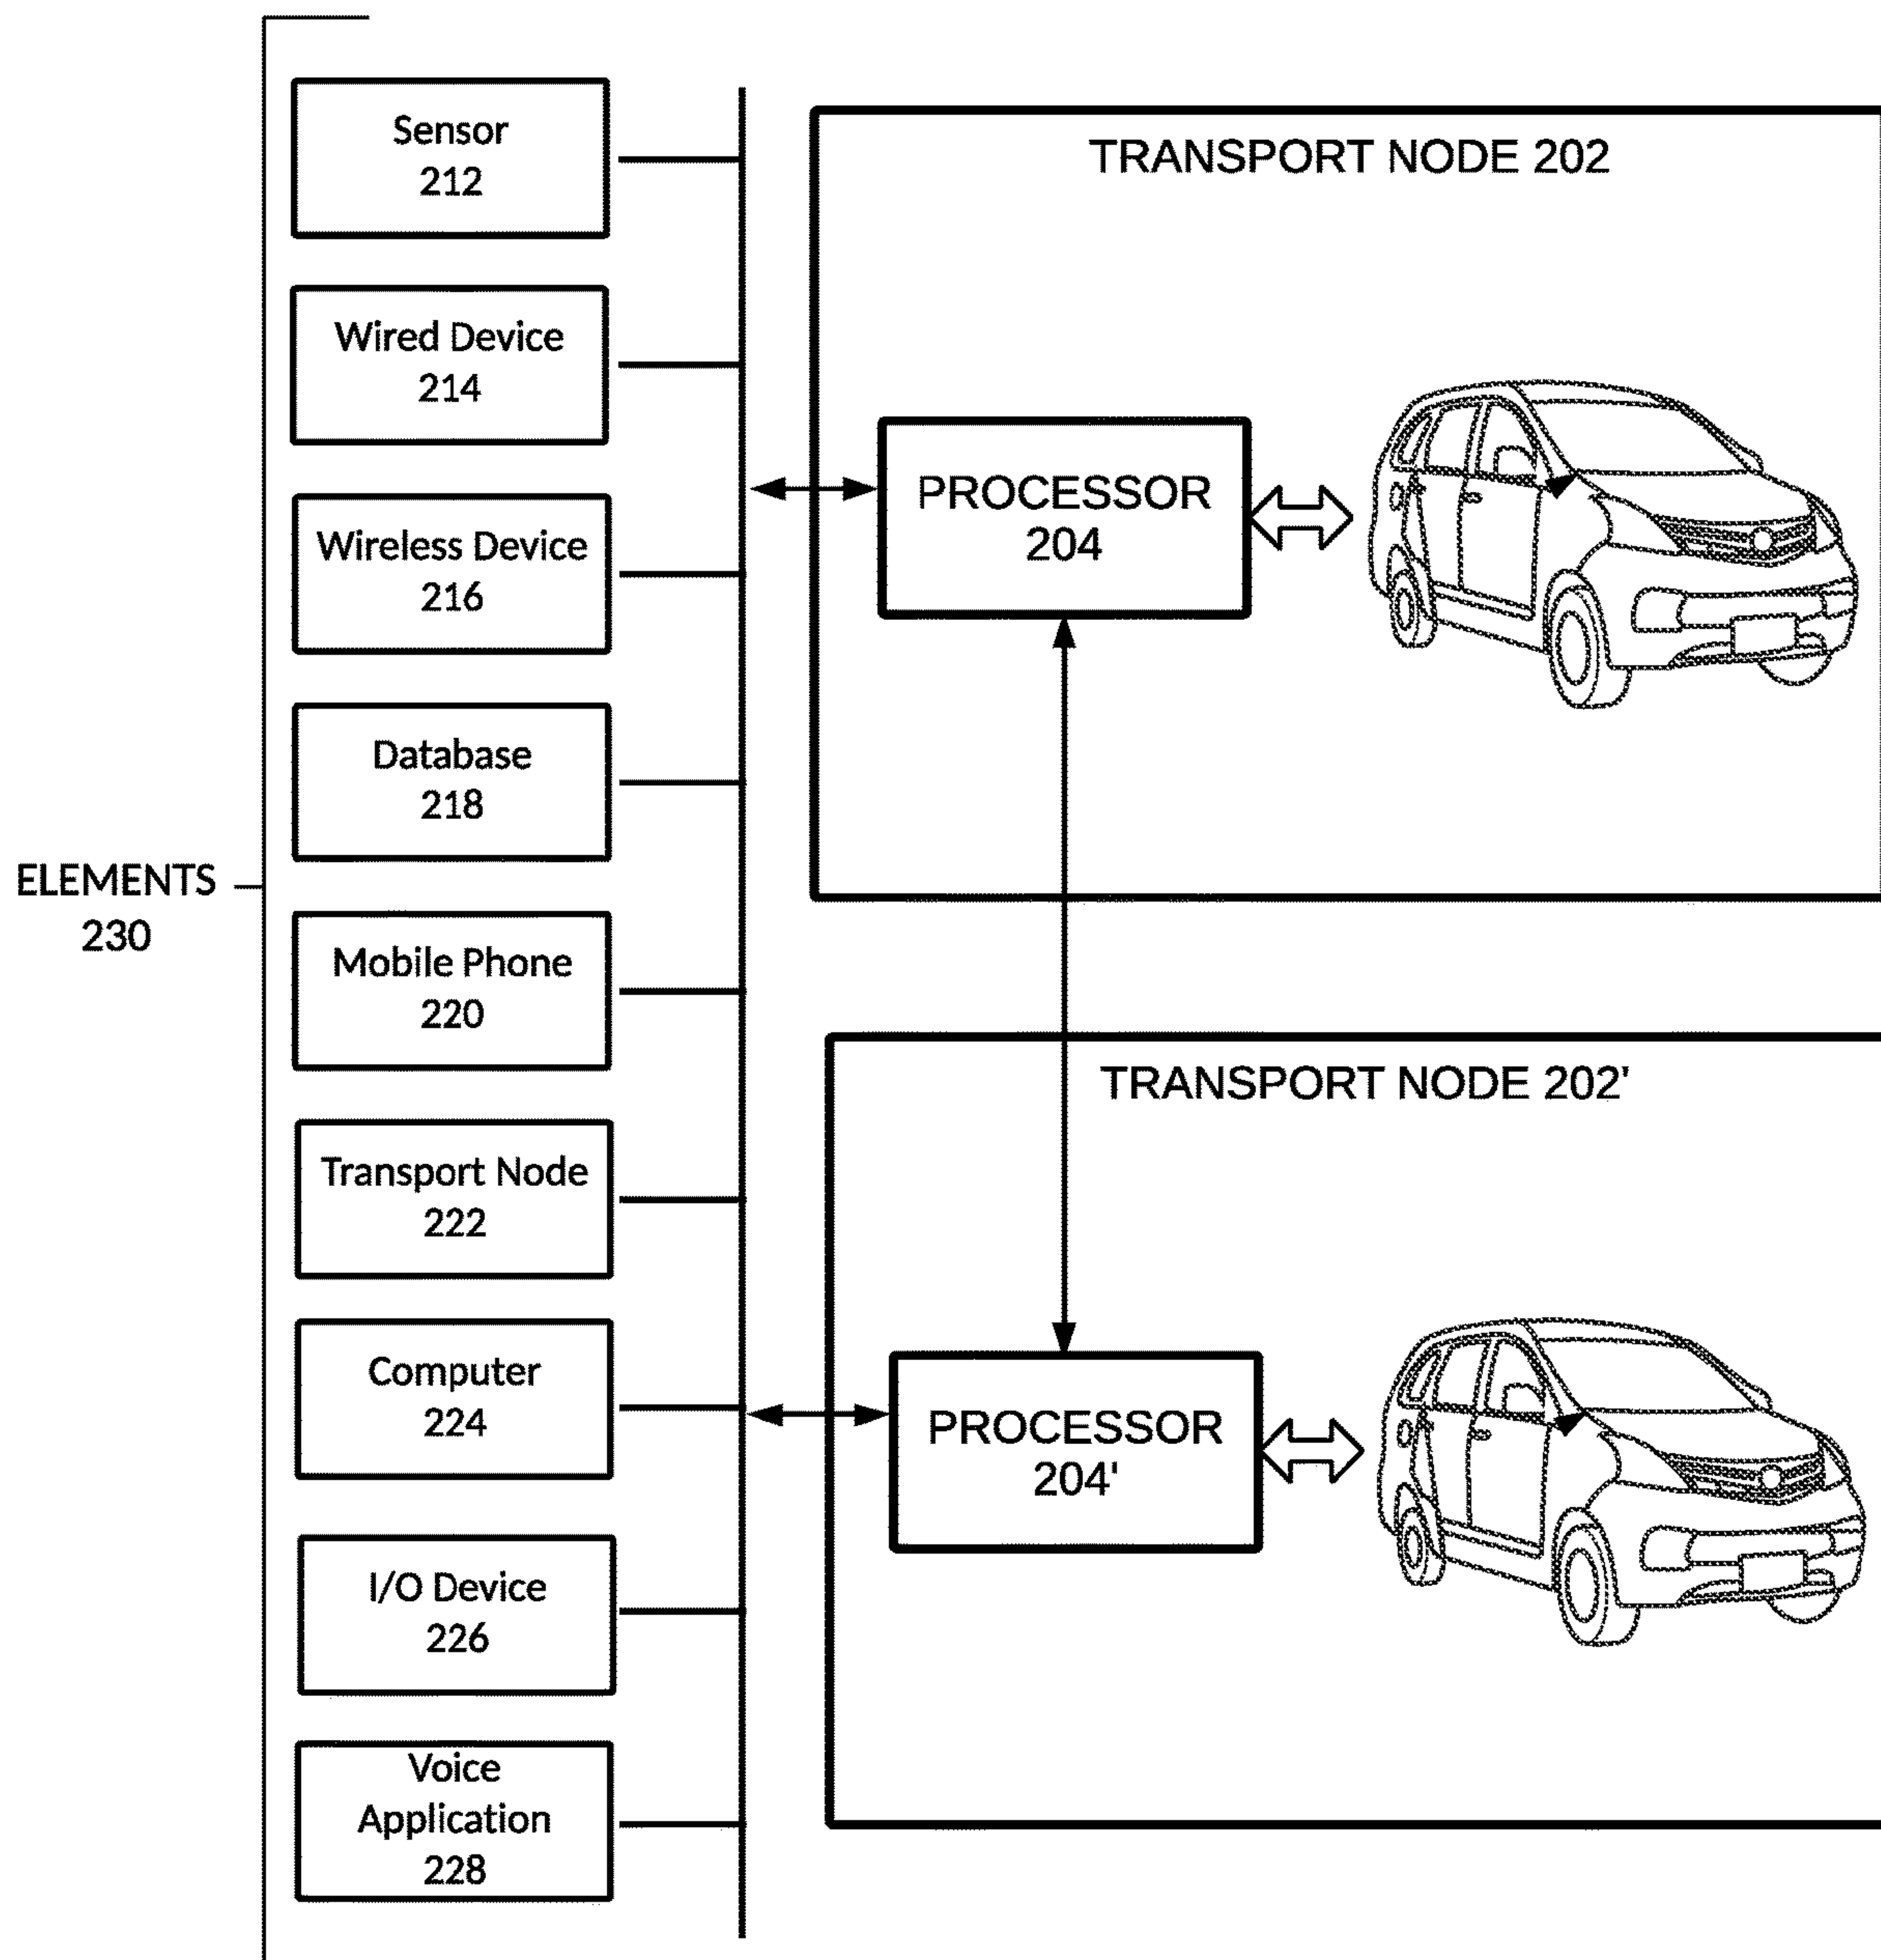 ELEMENTS
230
Sensor
212
Wired Device
214
Wireless Device
216
Database
218
Mobile Phone
220
Transport Node
222
Computer
224
I/O Device
226
Voice
Application
228
TRANSPORT NODE 202
PROCESSOR
204
TRANSPORT NODE 202'
PROCESSOR
204'